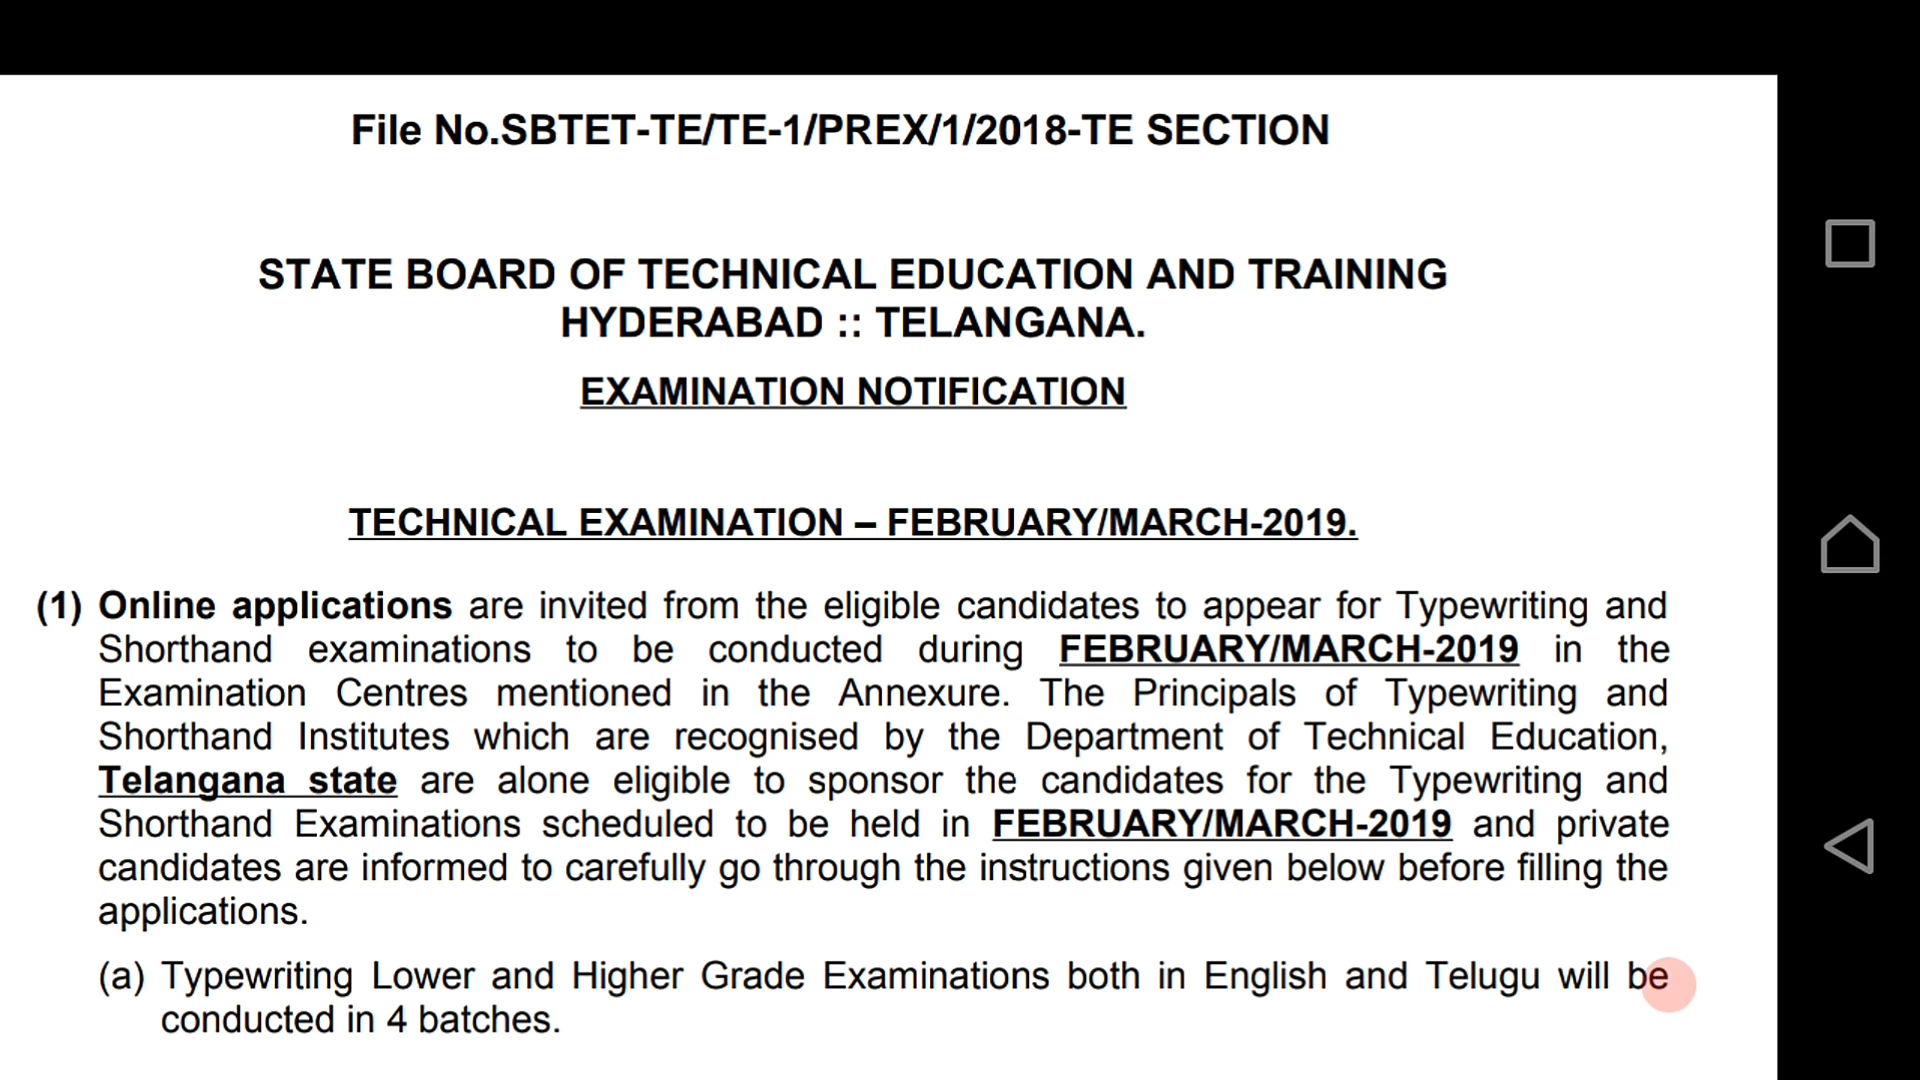 File No.SBTET-TE/TE-1/PREX/1/2018-TE SECTION
STATE BOARD OF TECHNICAL EDUCATION AND TRAINING
HYDERABAD :: TELANGANA.
EXAMINATION NOTIFICATION
TECHNICAL EXAMINATION – FEBRUARY/MARCH-2019.
(1) Online applications are invited from the eligible candidates to appear for Typewriting and
Shorthand examinations to be conducted during FEBRUARY/MARCH-2019 in the
Examination Centres mentioned in the Annexure. The Principals of Typewriting and
Shorthand Institutes which are recognised by the Department of Technical Education,
Telangana state are alone eligible to sponsor the candidates for the Typewriting and
Shorthand Examinations scheduled to be held in FEBRUARY/MARCH-2019 and private
candidates are informed to carefully go through the instructions given below before filling the
applications.
(a) Typewriting Lower and Higher Grade Examinations both in English and Telugu will be
conducted in 4 batches.